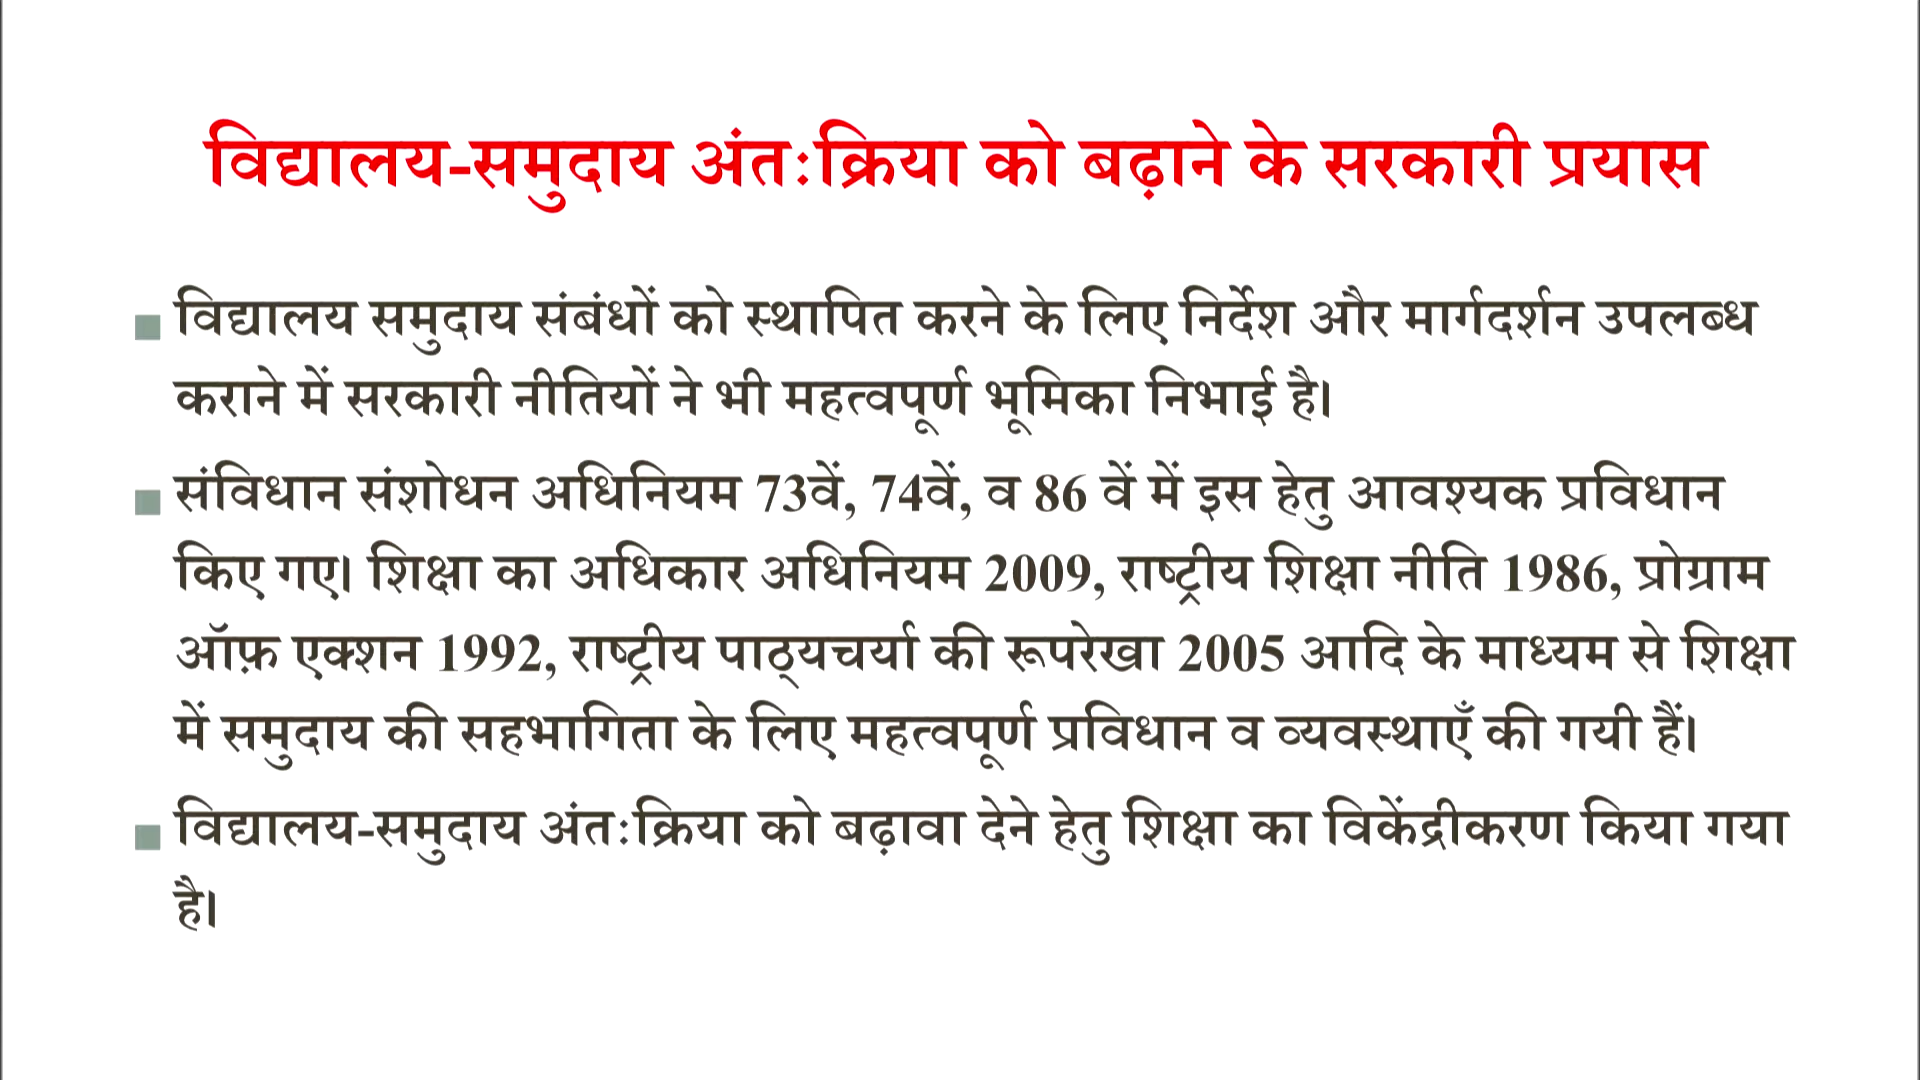 विद्यालय-समुदाय अंतःक्रिया को बढ़ाने के सरकारी प्रयास
विद्यालय समुदाय संबंधों को स्थापित करने के लिए निर्देश और मार्गदर्शन उपलब्ध
कराने में सरकारी नीतियों ने भी महत्वपूर्ण भूमिका निभाई है।
संविधान संशोधन अधिनियम 73वें, 74वें, व 86 वें में इस हेतु आवश्यक प्रविधान
किए गए। शिक्षा का अधिकार अधिनियम 2009, राष्ट्रीय शिक्षा नीति 1986, प्रोग्राम
ऑफ़ एक्शन 1992, राष्ट्रीय पाठ्यचर्या की रूपरेखा 2005 आदि के माध्यम से शिक्षा
में समुदाय की सहभागिता के लिए महत्वपूर्ण प्रविधान व व्यवस्थाएँ की गयी हैं।
विद्यालय-समुदाय अंतःक्रिया को बढ़ावा देने हेतु शिक्षा का विकेंद्रीकरण किया गया
है।